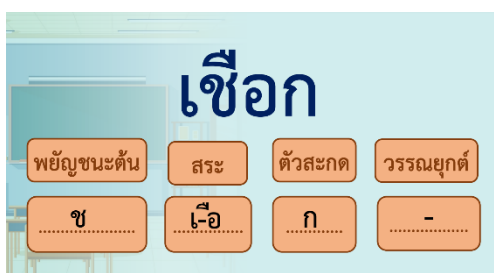 เชือก
พยัญชนะต้น สระ ตัวสะกด วรรณยุกต์
ช เ-ือ ก -